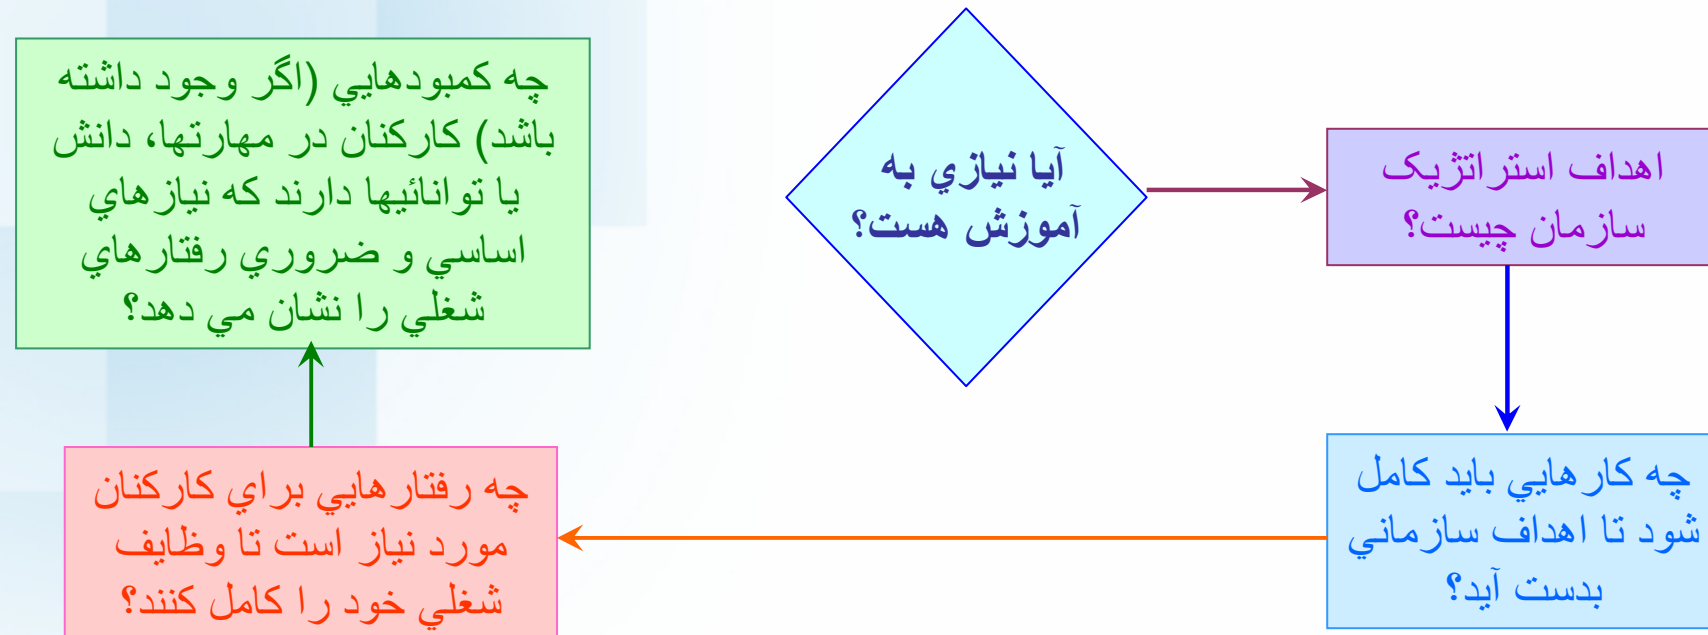 آيا نيازي به
آموزش هست؟
اهداف استراتژيک
سازمان چيست؟
چه کارهايي بايد کامل
شود تا اهداف سازماني
بدست آيد؟
چه رفتارهايي براي کارکنان
مورد نياز است تا وظايف
شغلي خود را کامل کنند؟
چه کمبودهايي (اگر وجود داشته
باشد) کارکنان در مهارتها، دانش
يا توانائيها دارند که نيازهاي
اساسي و ضروري رفتارهاي
شغلي را نشان مي دهد؟